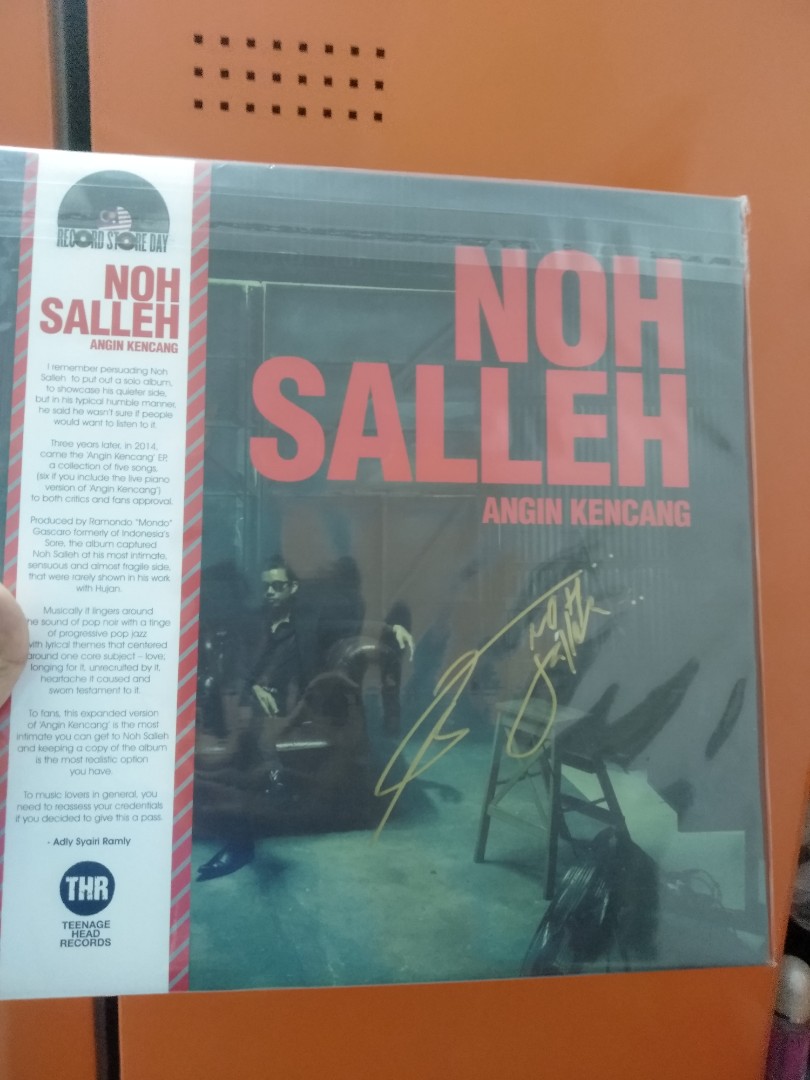 RECORD STORE DAY
NOH
SALLEH
ANGIN KENCANG
I remember persuading Noh
Salleh to put out a solo album,
to showcase his quieter side,
but in his typical humble manner,
he said he wasn't sure if people
would want to listen to it.
Three years later, in 2014,
came the 'Angin Kencang' EP,
a collection of five songs,
(six if you include the live piano
version of 'Angin Kencang')
to both critics and fans approval.
Produced by Ramondo "Mondo"
Gascaro formerly of Indonesia's
Sore, the album captured
Noh Salleh at his most intimate,
sensuous and almost fragile side,
that were rarely shown in his work
with Hujan.
Musically it lingers around
he sound of pop noir with a tinge
of progressive pop jazz
with lyrical themes that centered
around one core subject - love;
longing for it, unrecruited by it,
heartache it caused and
sworn testament to it.
To fans, this expanded version
of 'Angin Kencang' is the most
intimate you can get to Noh Salleh
and keeping a copy of the album
is the most realistic option
you have.
To music lovers in general, you
need to reassess your credentials
if you decided to give this a pass.
- Adly Syairi Ramly
THR
TEENAGE
HEAD
RECORDS
NOH
SALLEH
ANGIN KENCANG
Noh
Salleh